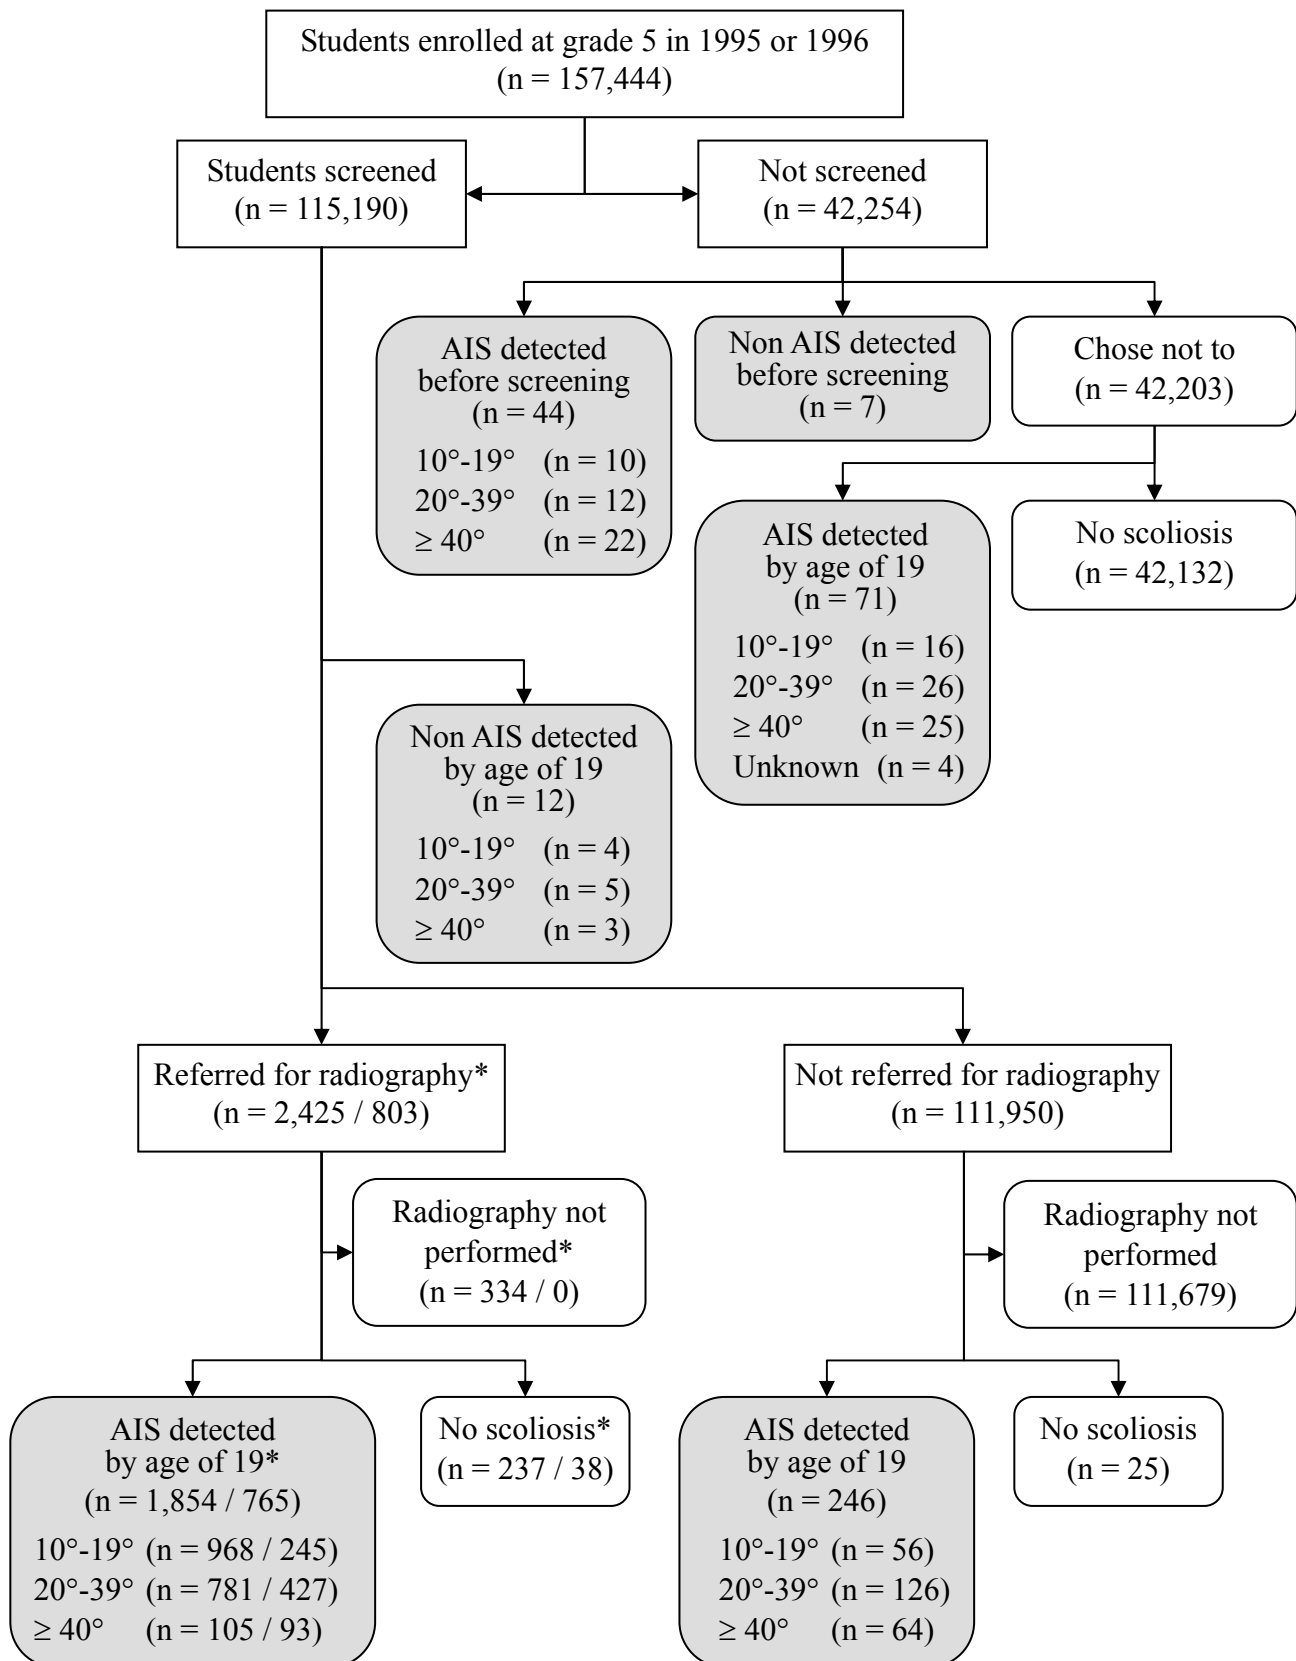 Students enrolled at grade 5 in 1995 or 1996
(n = 157,444)
Students screened
(n = 115,190)
Not screened
(n = 42,254)
AIS detected
before screening
(n = 44)
10°-19° (n = 10)
20°-39° (n = 12)
≥ 40° (n = 22)
Non AIS detected
before screening
(n = 7)
Chose not to
(n = 42,203)
AIS detected
by age of 19
(n = 71)
10°-19° (n = 16)
20°-39° (n = 26)
≥ 40° (n = 25)
Unknown (n = 4)
No scoliosis
(n = 42,132)
Non AIS detected
by age of 19
(n = 12)
10°-19° (n = 4)
20°-39° (n = 5)
≥ 40° (n = 3)
Referred for radiography*
(n = 2,425 / 803)
Not referred for radiography
(n = 111,950)
Radiography not
performed*
(n = 334 / 0)
Radiography not
performed
(n = 111,679)
AIS detected
by age of 19*
(n = 1,854 / 765)
10°-19° (n = 968 / 245)
20°-39° (n = 781 / 427)
≥ 40° (n = 105 / 93)
No scoliosis*
(n = 237 / 38)
AIS detected
by age of 19
(n = 246)
10°-19° (n = 56)
20°-39° (n = 126)
≥ 40° (n = 64)
No scoliosis
(n = 25)